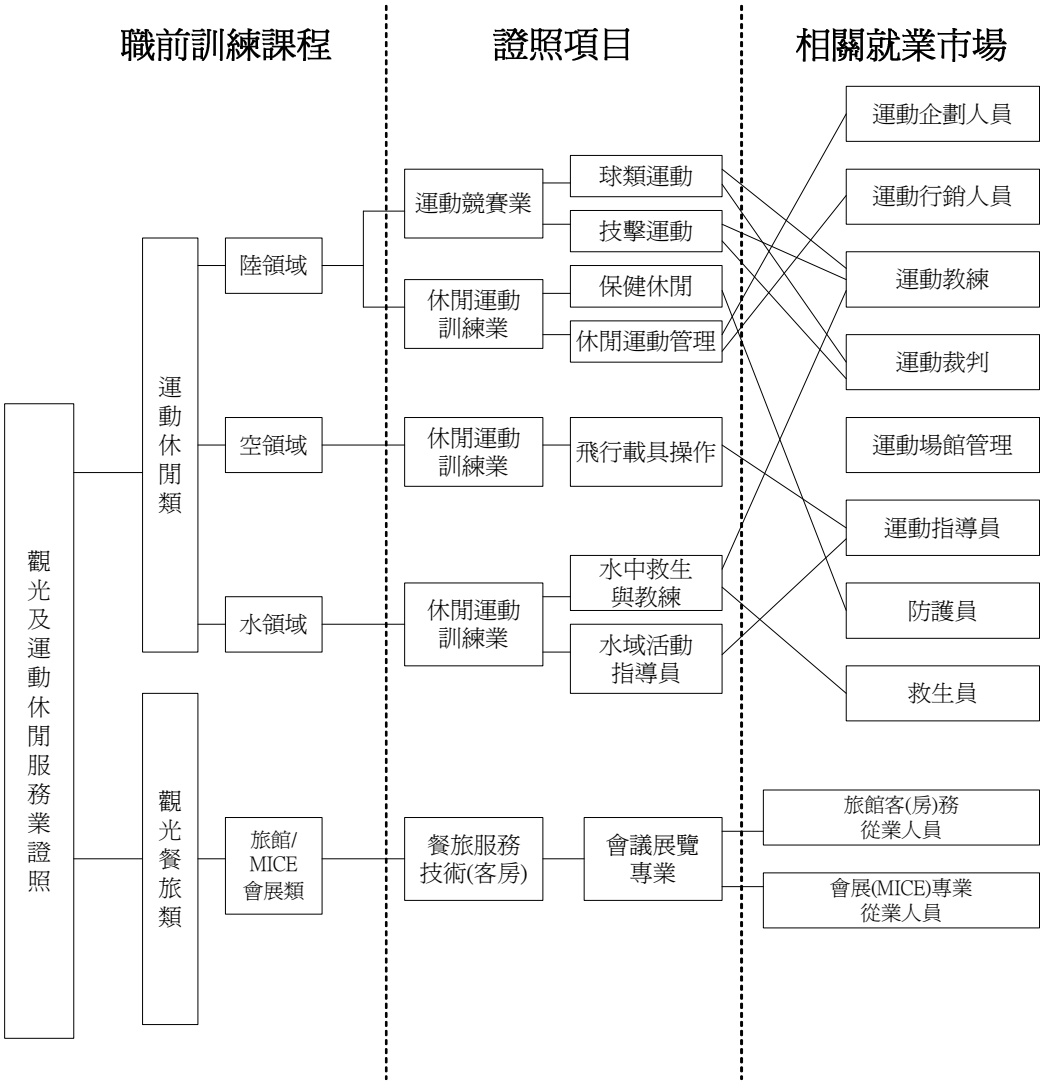 職前訓練課程
證照項目
相關就業市場
觀光及運動休閒服務業證照
運動休閒類
陸領域
空領域
水領域
觀光餐旅類
旅館/
MICE
會展類
運動競賽業
球類運動
技擊運動
休閒運動
訓練業
保健休閒
休閒運動管理
休閒運動
訓練業
飛行載具操作
休閒運動
訓練業
水中救生
與教練
水域活動
指導員
餐旅服務
技術(客房)
會議展覽
專業
運動企劃人員
運動行銷人員
運動教練
運動裁判
運動場館管理
運動指導員
防護員
救生員
旅館客(房)務
從業人員
會展(MICE)專業
從業人員